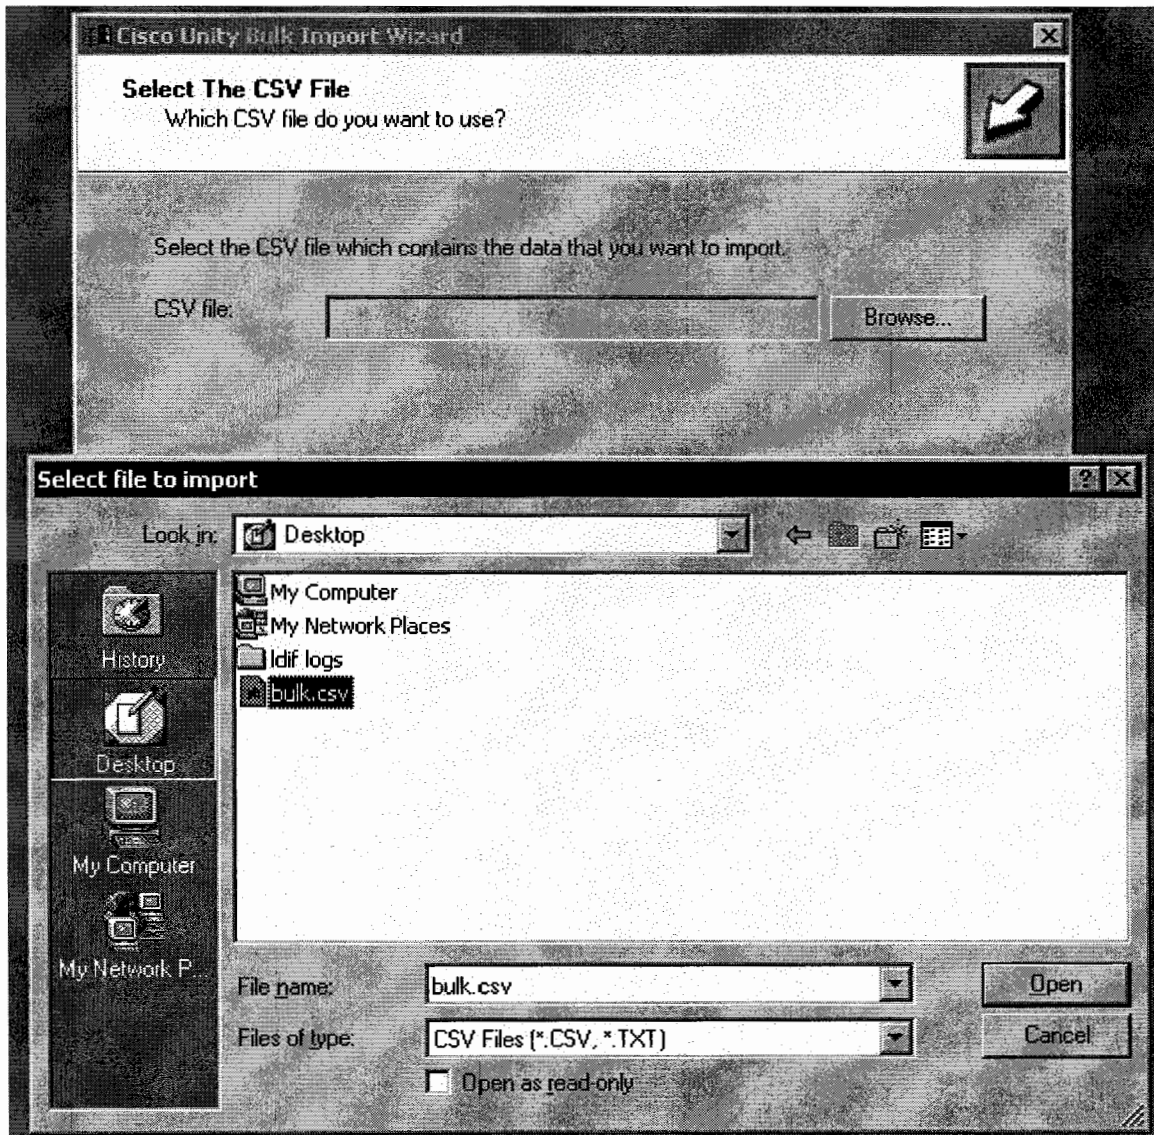 Cisco Unity Bulk Import Wizard
Select The CSV File
Which CSV file do you want to use?
Select the CSV file which contains the data that you want to import.
CSV file:
Browse...
Select file to import
Look in:
Desktop
My Computer
My Network Places
ldif logs
bulk.csv
History
Desktop
My Computer
My Network P...
File name:
bulk.csv
Open
Files of type:
CSV Files (*.CSV, *.TXT)
Cancel
Open as read-only